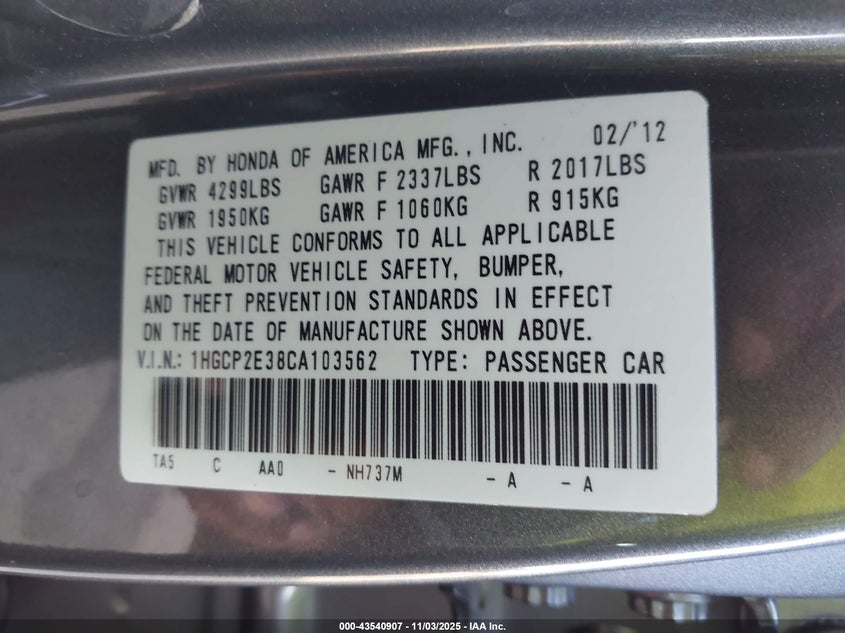 MFD. BY HONDA OF AMERICA MFG., INC. 02/'12
GVWR 4299LBS GAWR F 2337LBS R 2017LBS
GVWR 1950KG GAWR F 1060KG R 915KG
THIS VEHICLE CONFORMS TO ALL APPLICABLE
FEDERAL MOTOR VEHICLE SAFETY, BUMPER,
AND THEFT PREVENTION STANDARDS IN EFFECT
ON THE DATE OF MANUFACTURE SHOWN ABOVE.
V.I.N.: 1HGCP2E38CA103562 TYPE: PASSENGER CAR
TA5 C AA0 - NH737M - A - A
000-43540907 - 11/03/2025 - IAA Inc.